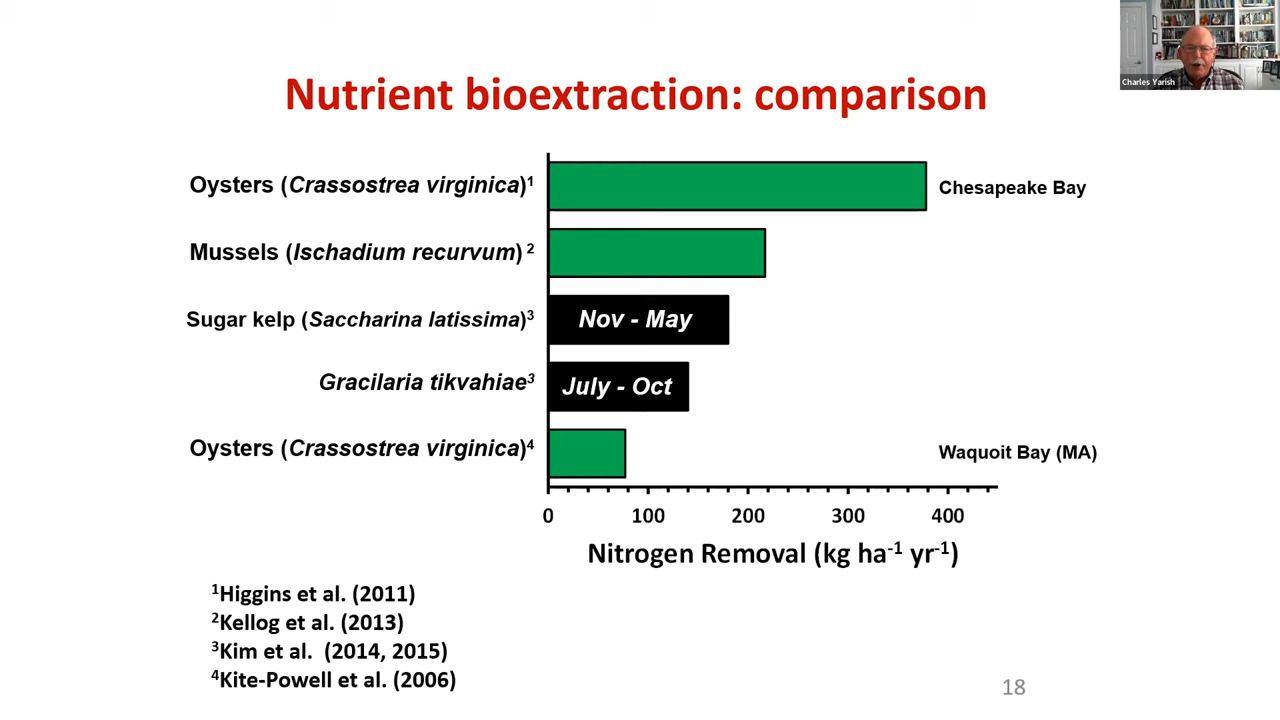 Charles Yarish
Nutrient bioextraction: comparison
Oysters (Crassostrea virginica)¹
Chesapeake Bay
Mussels (Ischadium recurvum) ²
Sugar kelp (Saccharina latissima)³
Nov - May
Gracilaria tikvahiae³
July - Oct
Oysters (Crassostrea virginica)⁴
Waquoit Bay (MA)
0 100 200 300 400
Nitrogen Removal (kg ha⁻¹ yr⁻¹)
¹Higgins et al. (2011)
²Kellog et al. (2013)
³Kim et al. (2014, 2015)
⁴Kite-Powell et al. (2006)
18